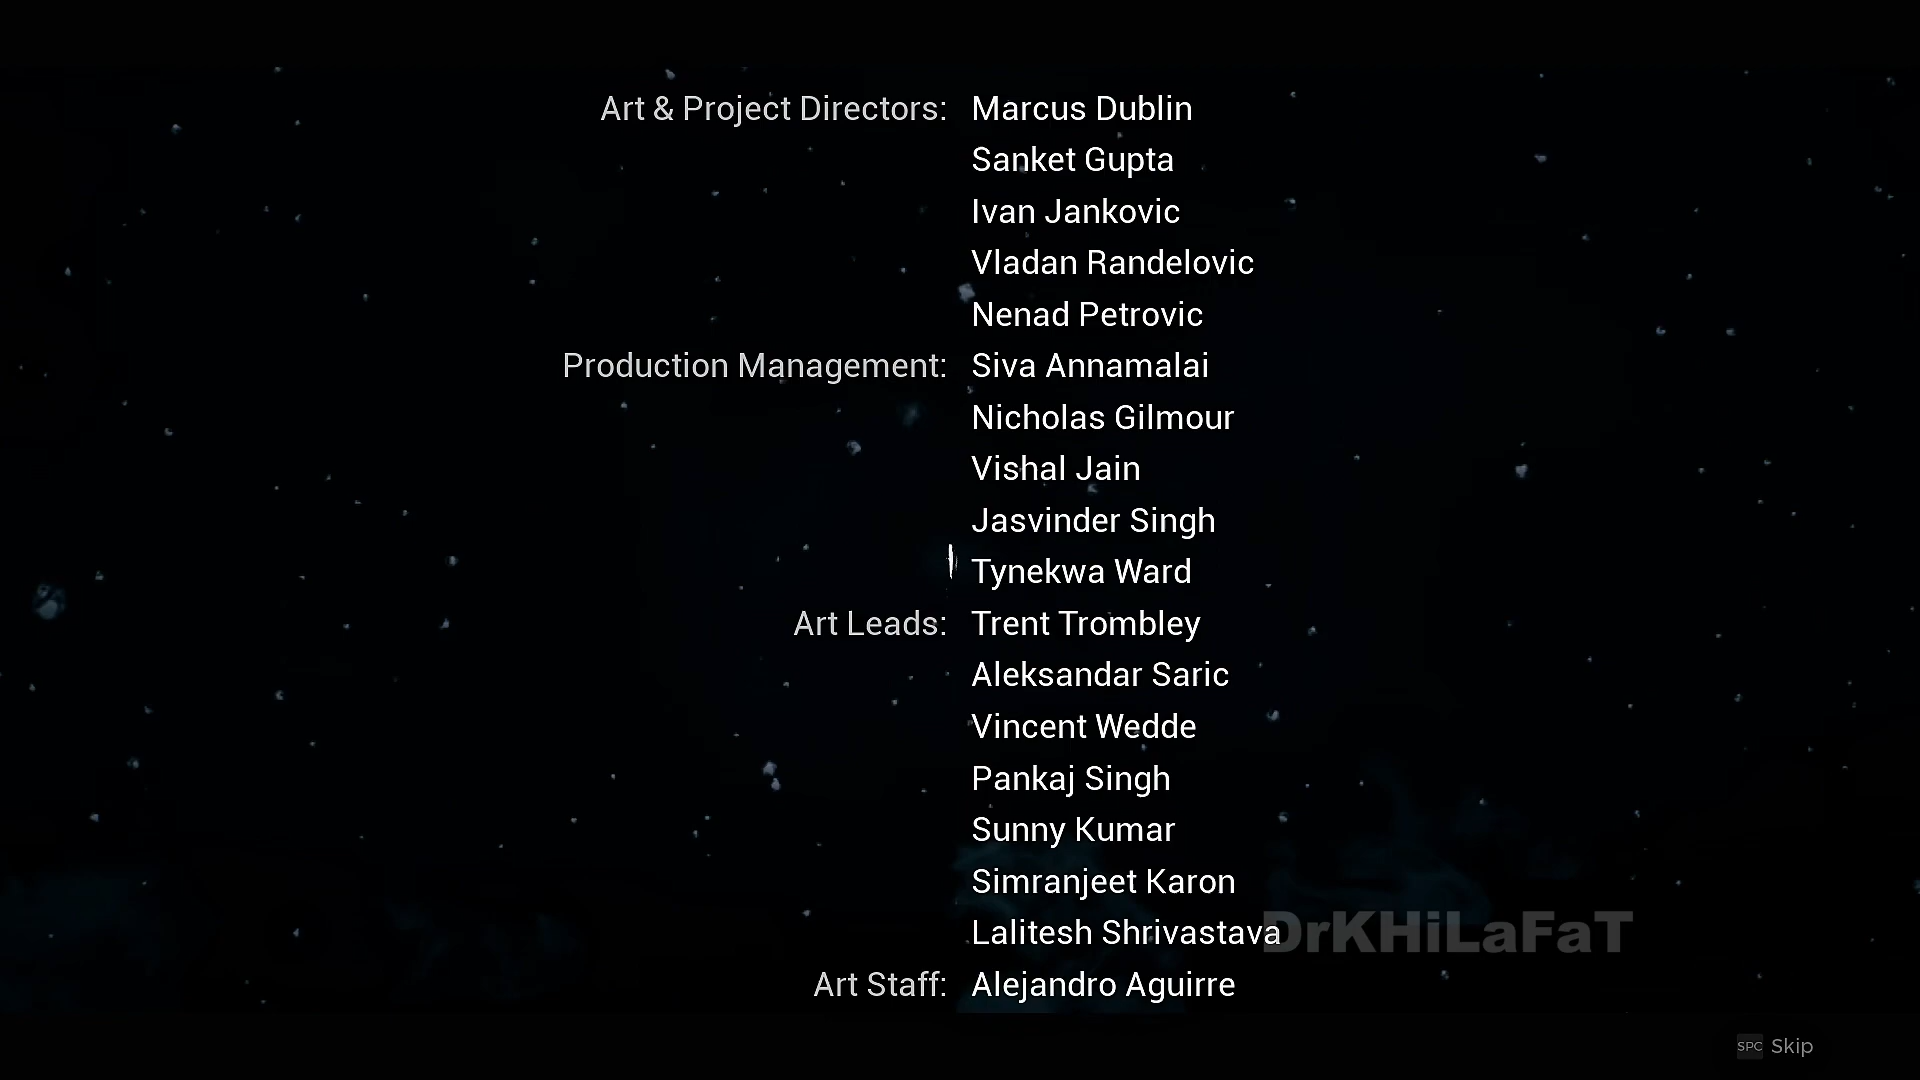 Art & Project Directors: Marcus Dublin
Sanket Gupta
Ivan Jankovic
Vladan Randelovic
Nenad Petrovic
Production Management: Siva Annamalai
Nicholas Gilmour
Vishal Jain
Jasvinder Singh
Tynekwa Ward
Art Leads: Trent Trombley
Aleksandar Saric
Vincent Wedde
Pankaj Singh
Sunny Kumar
Simranjeet Karon
Lalitesh Shrivastava
DrKHiLaFaT
Art Staff: Alejandro Aguirre
SPC Skip